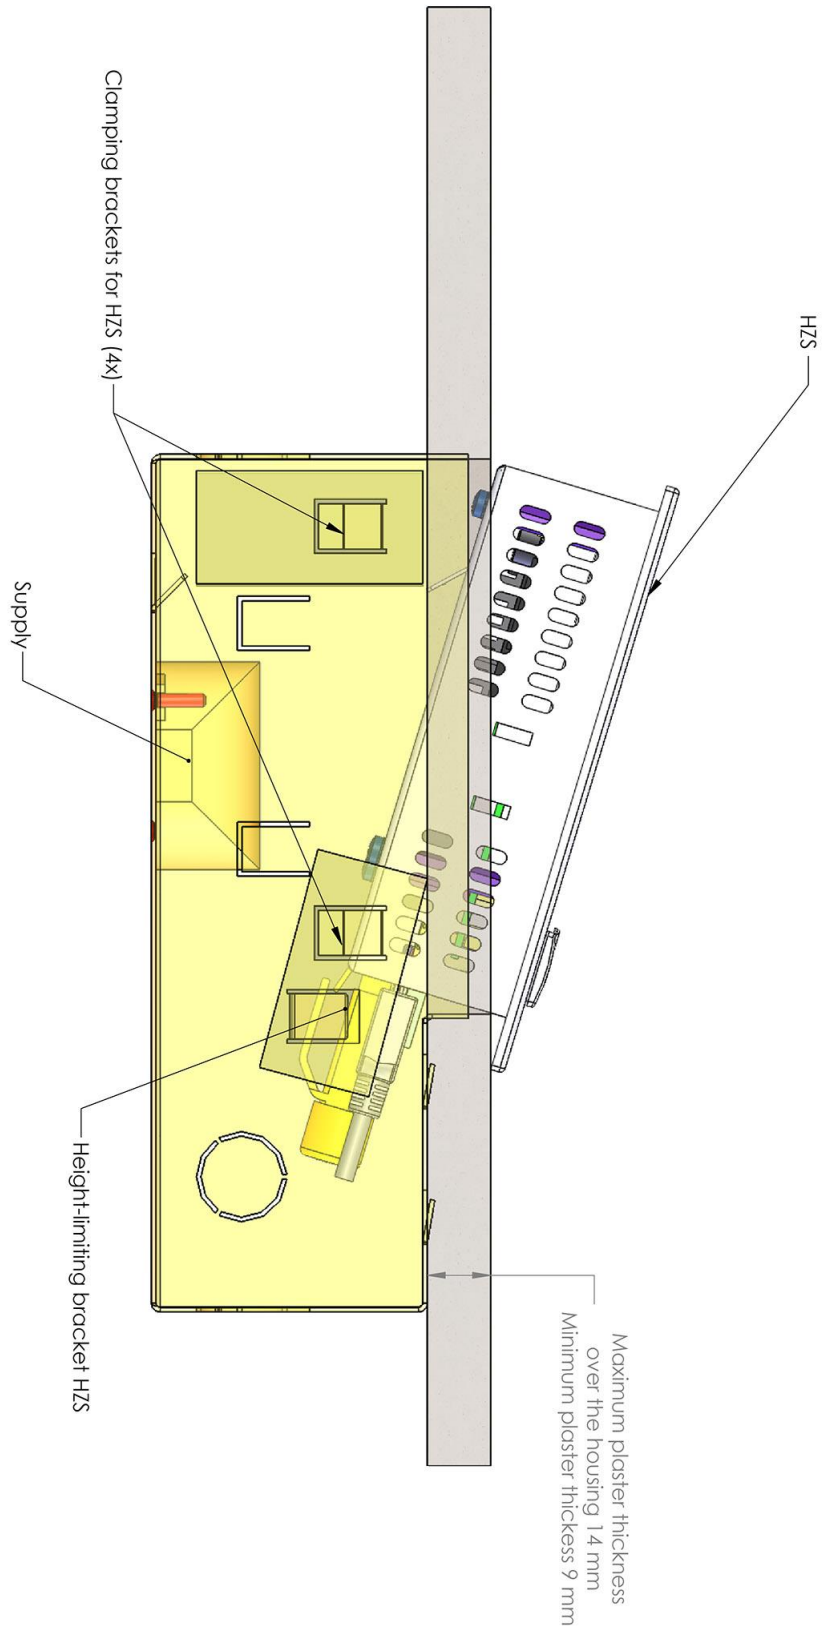 HZS
Clamping brackets for HZS (4x)
Maximum plaster thickness
over the housing 14 mm
Minimum plaster thickess 9 mm
Supply
Height-limiting bracket HZS